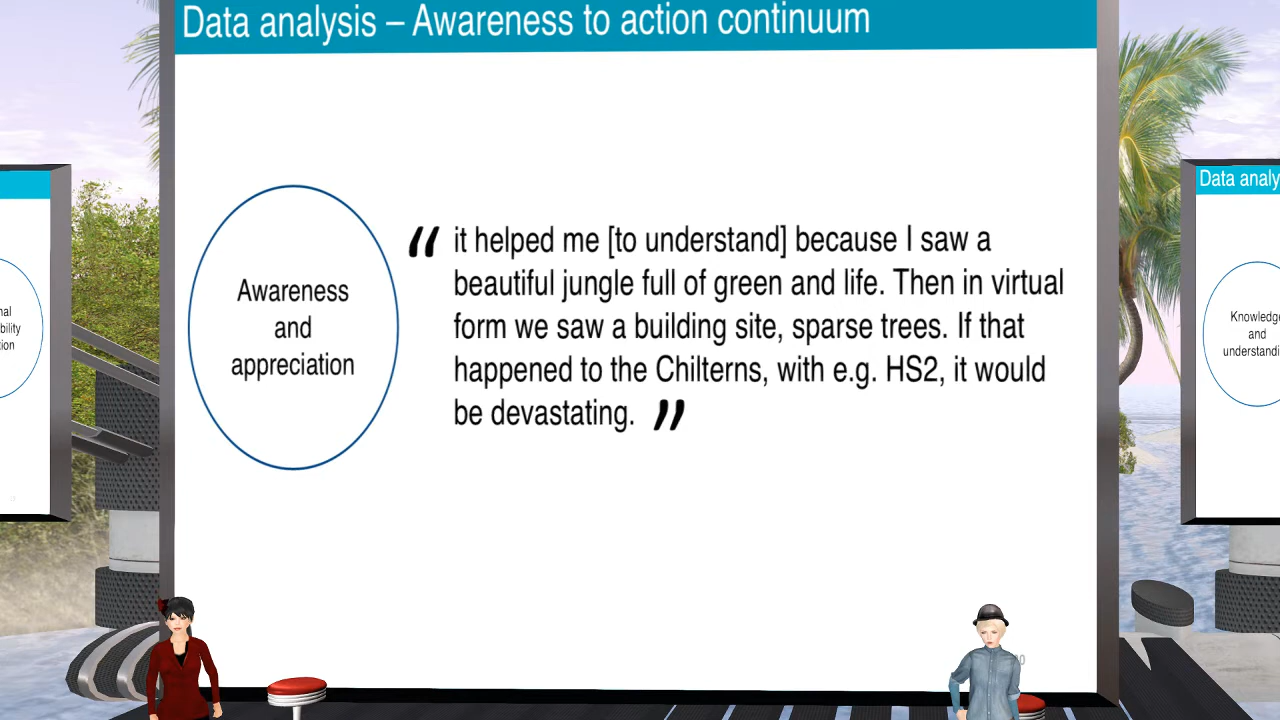 Data analysis – Awareness to action continuum
Awareness
and
appreciation
“ it helped me [to understand] because I saw a
beautiful jungle full of green and life. Then in virtual
form we saw a building site, sparse trees. If that
happened to the Chilterns, with e.g. HS2, it would
be devastating. ”
Data analy
Knowledge
and
understandi